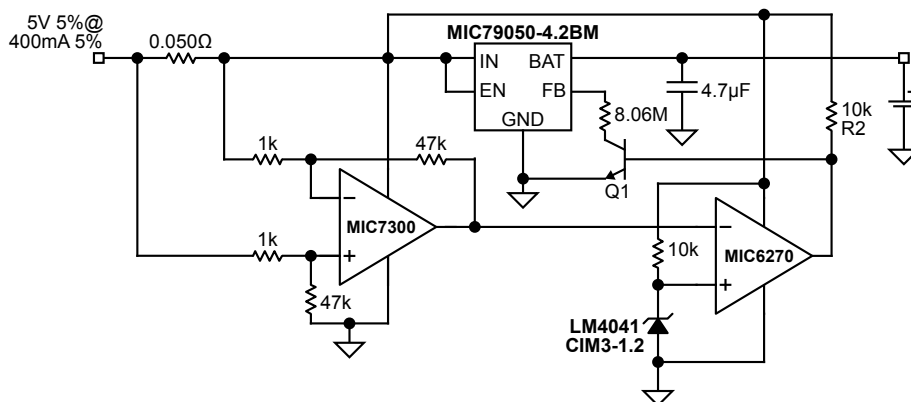 5V 5%@
400mA 5%
0.050Ω
MIC79050-4.2BM
IN
BAT
EN
FB
GND
4.7µF
8.06M
10k
R2
1k
47k
Q1
MIC7300
−
+
1k
47k
10k
MIC6270
−
+
LM4041
CIM3-1.2